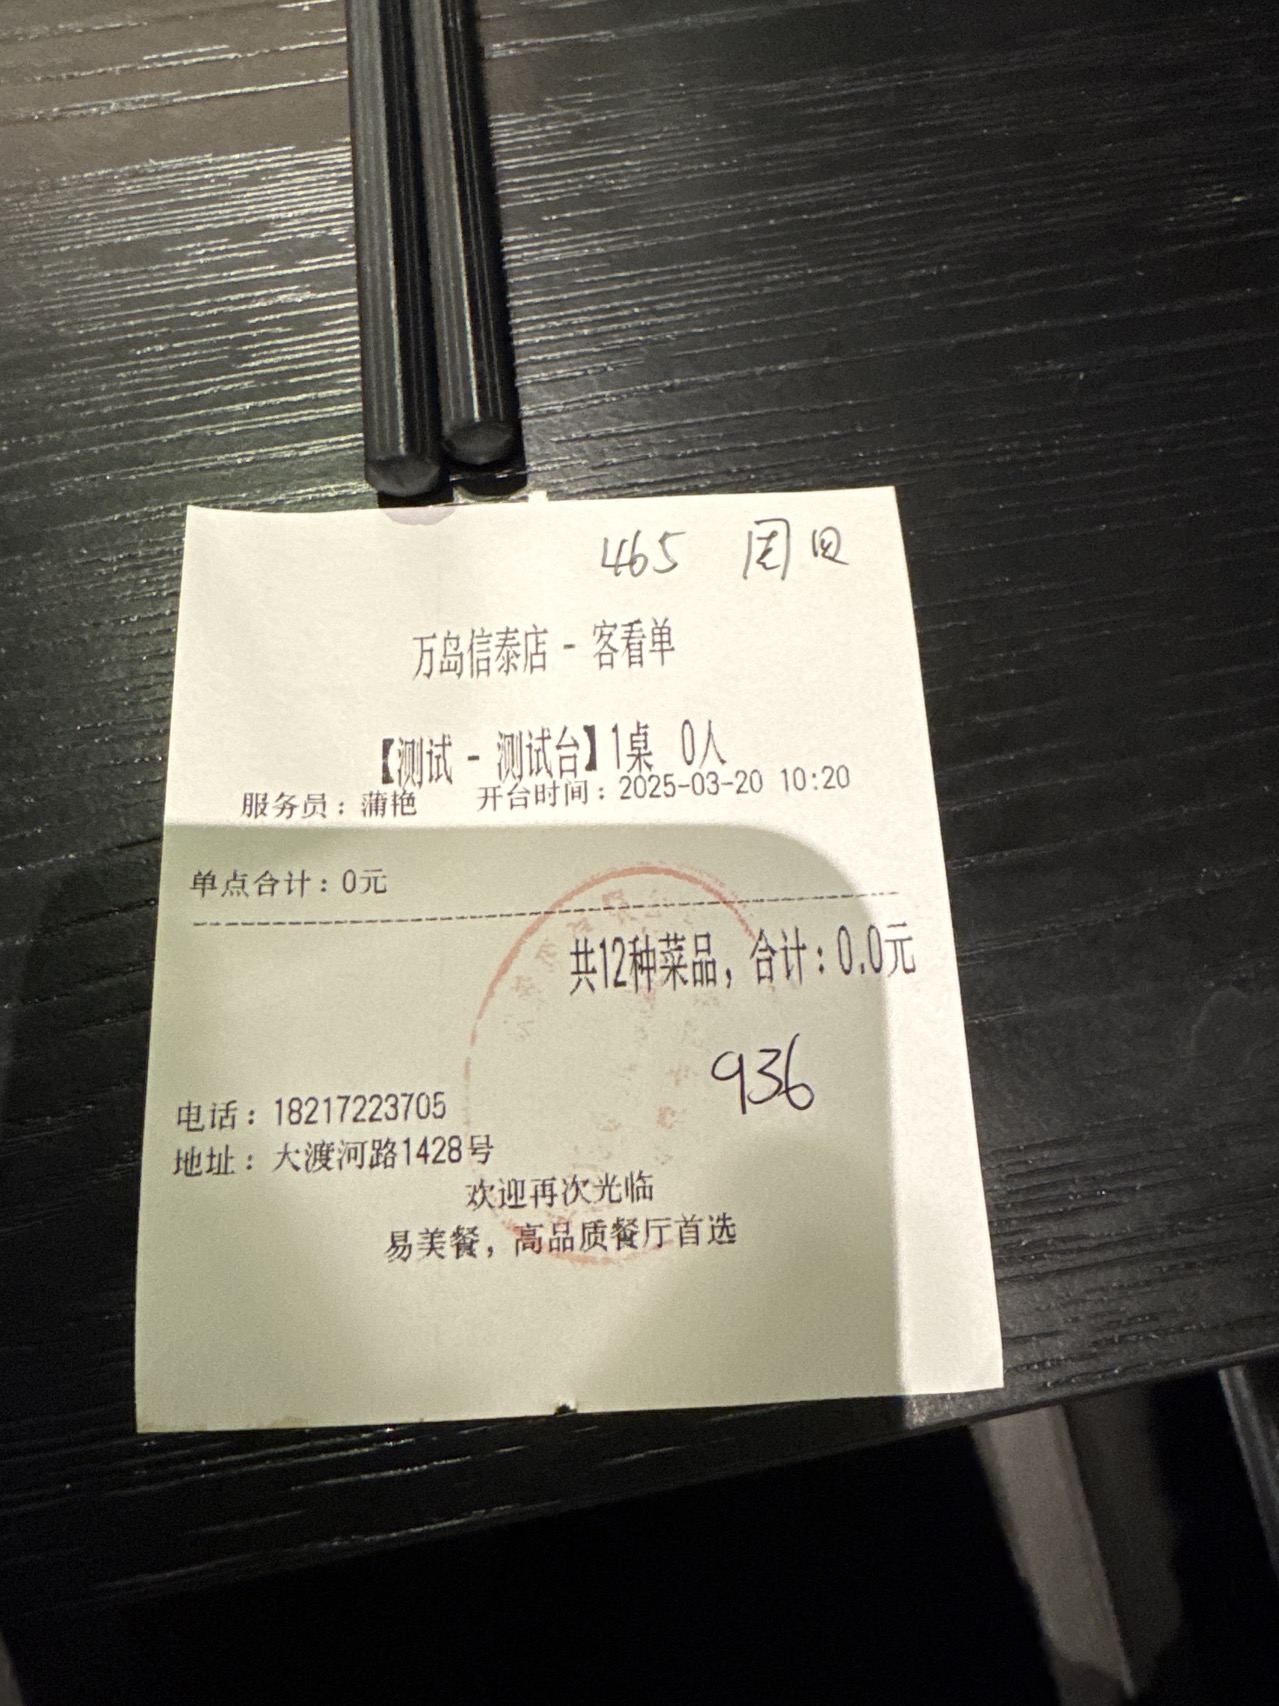 465 周四
万岛信泰店 - 客看单
【测试 - 测试台】1桌 0人
服务员：蒲艳 开台时间：2025-03-20 10:20
单点合计：0元
共12种菜品，合计：0.0元
936
电话：18217223705
地址：大渡河路1428号
欢迎再次光临
易美餐，高品质餐厅首选